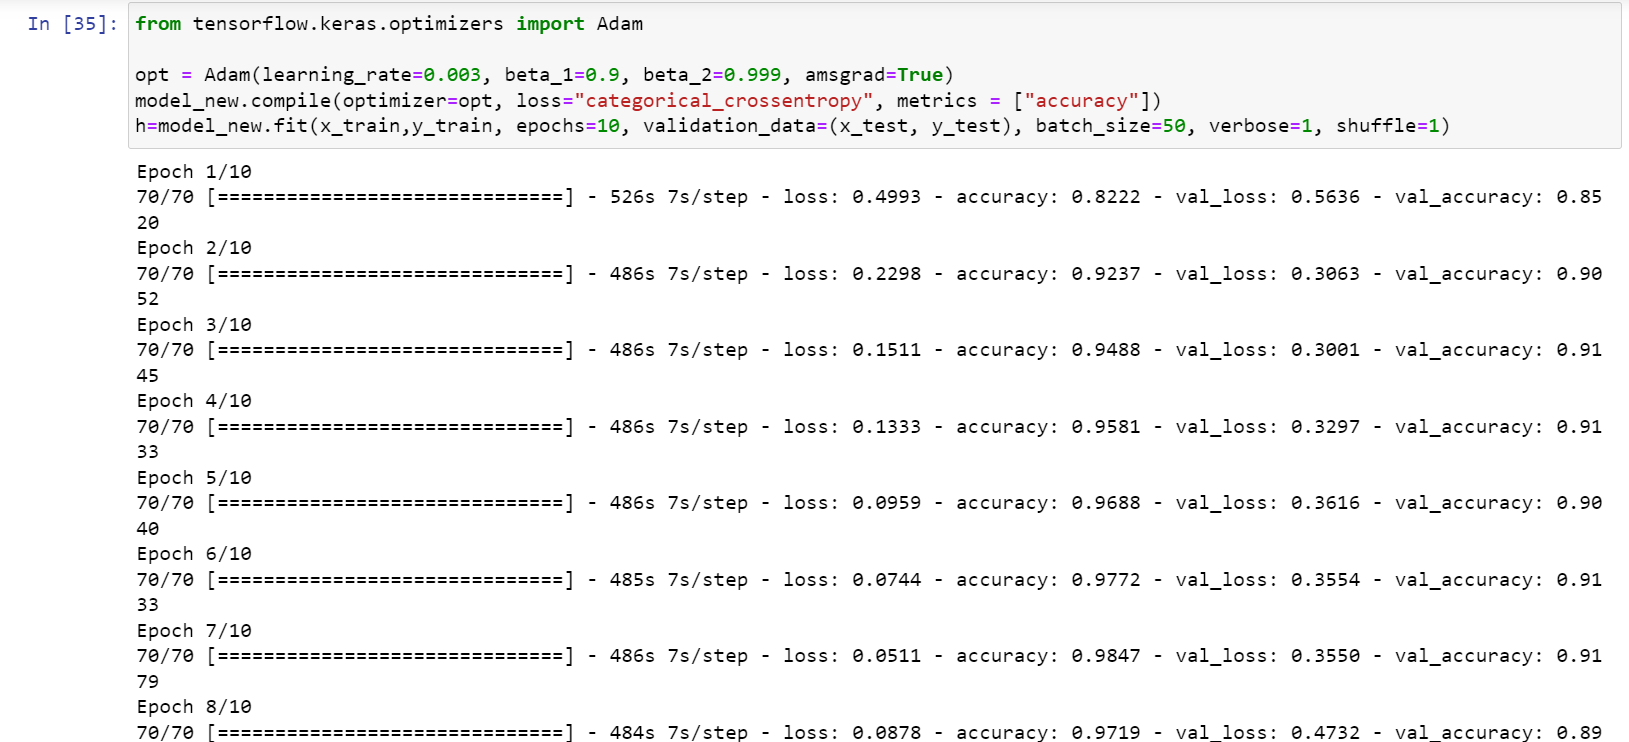 In [35]:
from tensorflow.keras.optimizers import Adam
opt = Adam(learning_rate=0.003, beta_1=0.9, beta_2=0.999, amsgrad=True)
model_new.compile(optimizer=opt, loss="categorical_crossentropy", metrics = ["accuracy"])
h=model_new.fit(x_train,y_train, epochs=10, validation_data=(x_test, y_test), batch_size=50, verbose=1, shuffle=1)
Epoch 1/10
70/70 [==============================] - 526s 7s/step - loss: 0.4993 - accuracy: 0.8222 - val_loss: 0.5636 - val_accuracy: 0.85
20
Epoch 2/10
70/70 [==============================] - 486s 7s/step - loss: 0.2298 - accuracy: 0.9237 - val_loss: 0.3063 - val_accuracy: 0.90
52
Epoch 3/10
70/70 [==============================] - 486s 7s/step - loss: 0.1511 - accuracy: 0.9488 - val_loss: 0.3001 - val_accuracy: 0.91
45
Epoch 4/10
70/70 [==============================] - 486s 7s/step - loss: 0.1333 - accuracy: 0.9581 - val_loss: 0.3297 - val_accuracy: 0.91
33
Epoch 5/10
70/70 [==============================] - 486s 7s/step - loss: 0.0959 - accuracy: 0.9688 - val_loss: 0.3616 - val_accuracy: 0.90
40
Epoch 6/10
70/70 [==============================] - 485s 7s/step - loss: 0.0744 - accuracy: 0.9772 - val_loss: 0.3554 - val_accuracy: 0.91
33
Epoch 7/10
70/70 [==============================] - 486s 7s/step - loss: 0.0511 - accuracy: 0.9847 - val_loss: 0.3550 - val_accuracy: 0.91
79
Epoch 8/10
70/70 [==============================] - 484s 7s/step - loss: 0.0878 - accuracy: 0.9719 - val_loss: 0.4732 - val_accuracy: 0.89